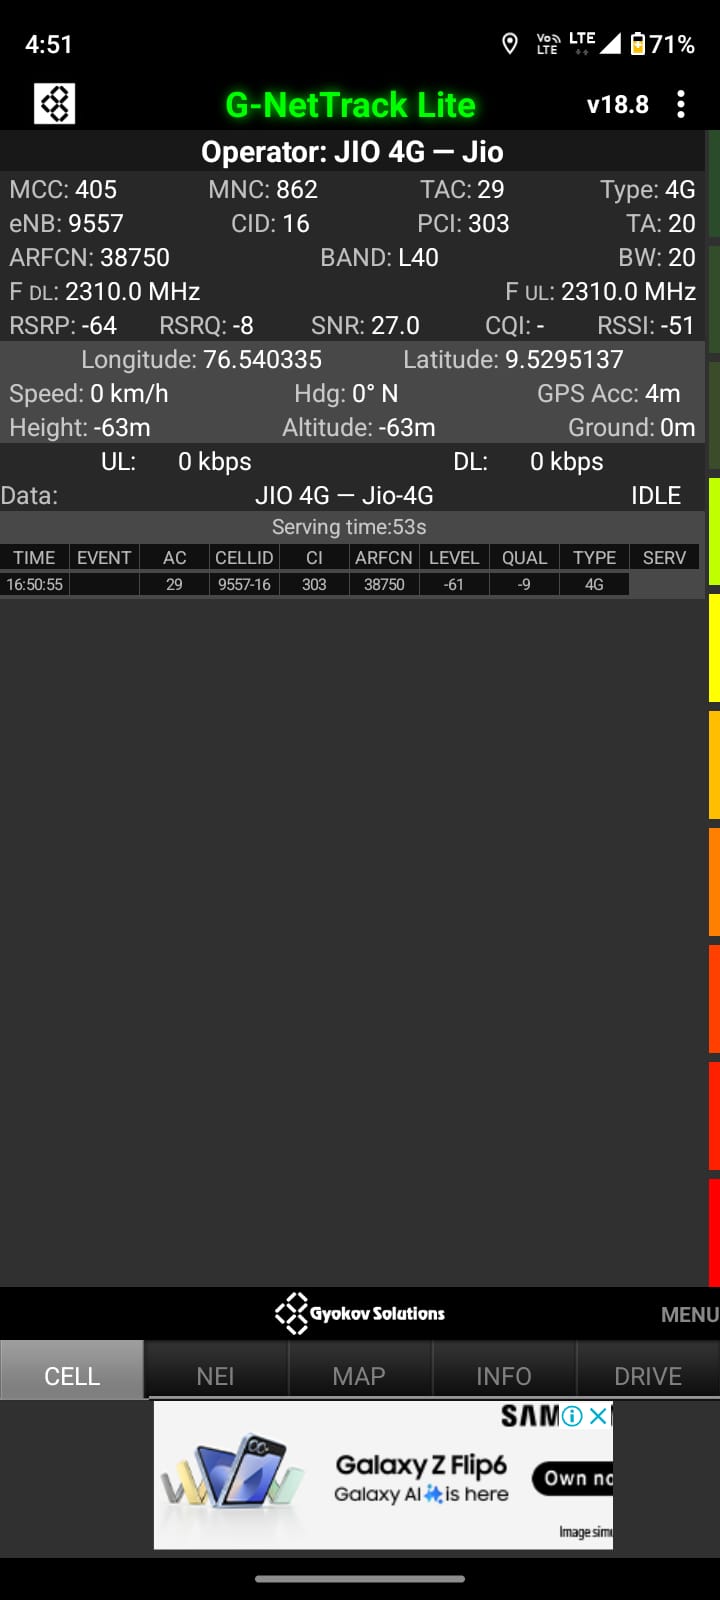 4:51 Vo LTE LTE 71%
G-NetTrack Lite v18.8
Operator: JIO 4G — Jio
MCC: 405 MNC: 862 TAC: 29 Type: 4G
eNB: 9557 CID: 16 PCI: 303 TA: 20
ARFCN: 38750 BAND: L40 BW: 20
F DL: 2310.0 MHz F UL: 2310.0 MHz
RSRP: -64 RSRQ: -8 SNR: 27.0 CQI: - RSSI: -51
Longitude: 76.540335 Latitude: 9.5295137
Speed: 0 km/h Hdg: 0° N GPS Acc: 4m
Height: -63m Altitude: -63m Ground: 0m
UL: 0 kbps DL: 0 kbps
Data: JIO 4G — Jio-4G IDLE
Serving time:53s
TIME EVENT AC CELLID CI ARFCN LEVEL QUAL TYPE SERV
16:50:55 29 9557-16 303 38750 -61 -9 4G
Gyokov Solutions MENU
CELL NEI MAP INFO DRIVE
SAM
Galaxy Z Flip6
Galaxy AI is here
Own no
Image sim